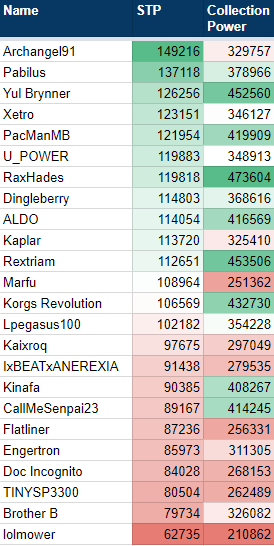 Name STP Collection Power
Archangel91 149216 329757
Pabilus 137118 378966
Yul Brynner 126256 452560
Xetro 123151 346127
PacManMB 121954 419909
U_POWER 119883 348913
RaxHades 119818 473604
Dingleberry 114803 368616
ALDO 114054 416569
Kaplar 113720 325410
Rextriam 112651 453506
Marfu 108964 251362
Korgs Revolution 106569 432730
Lpegasus100 102182 354228
Kaixroq 97675 297049
IxBEATxANEREXIA 91438 279535
Kinafa 90385 408267
CallMeSenpai23 89167 414245
Flatliner 87236 256331
Engertron 85973 311305
Doc Incognito 84028 268153
TINYSP3300 80504 262489
Brother B 79734 326082
lolmower 62735 210862